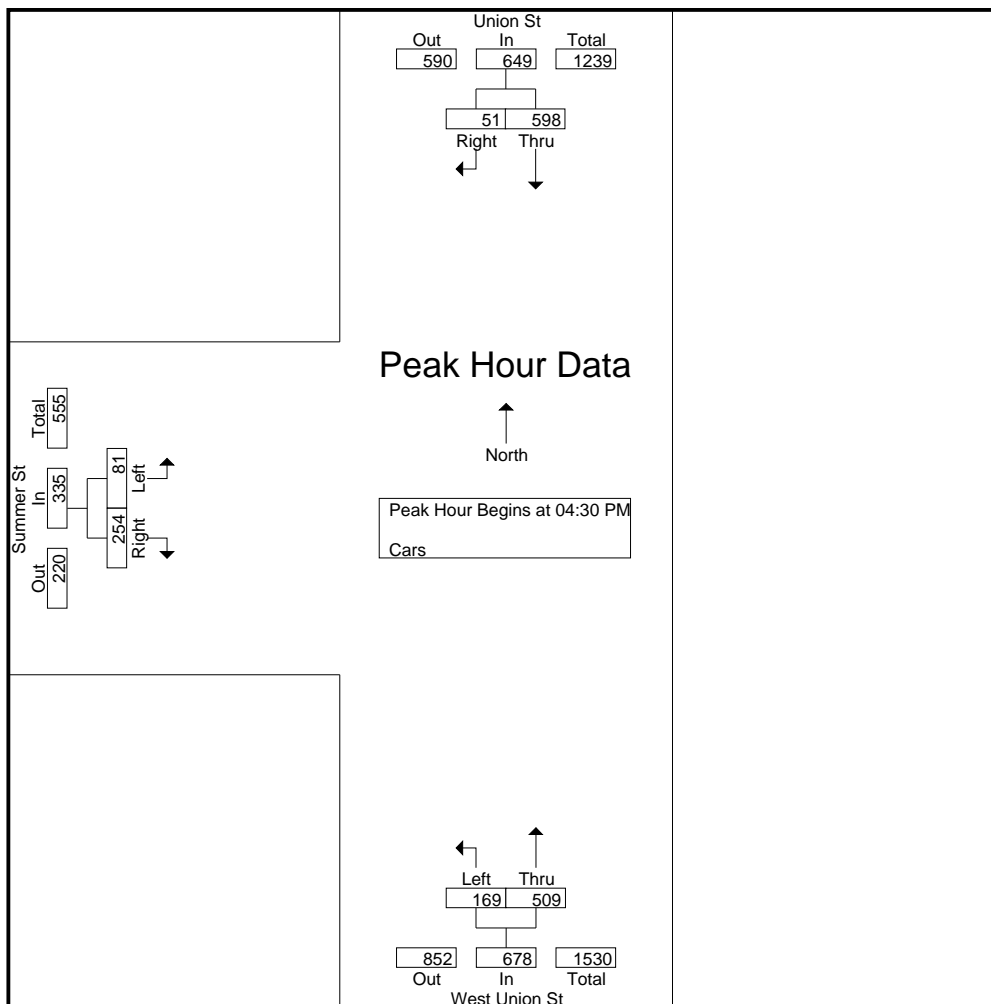 Union St
Out In Total
590 649 1239
51 598
Right Thru
Peak Hour Data
North
Peak Hour Begins at 04:30 PM
Cars
Summer St
Out In Total
220 335 555
254 81
Right Left
Left Thru
169 509
852 678 1530
Out In Total
West Union St